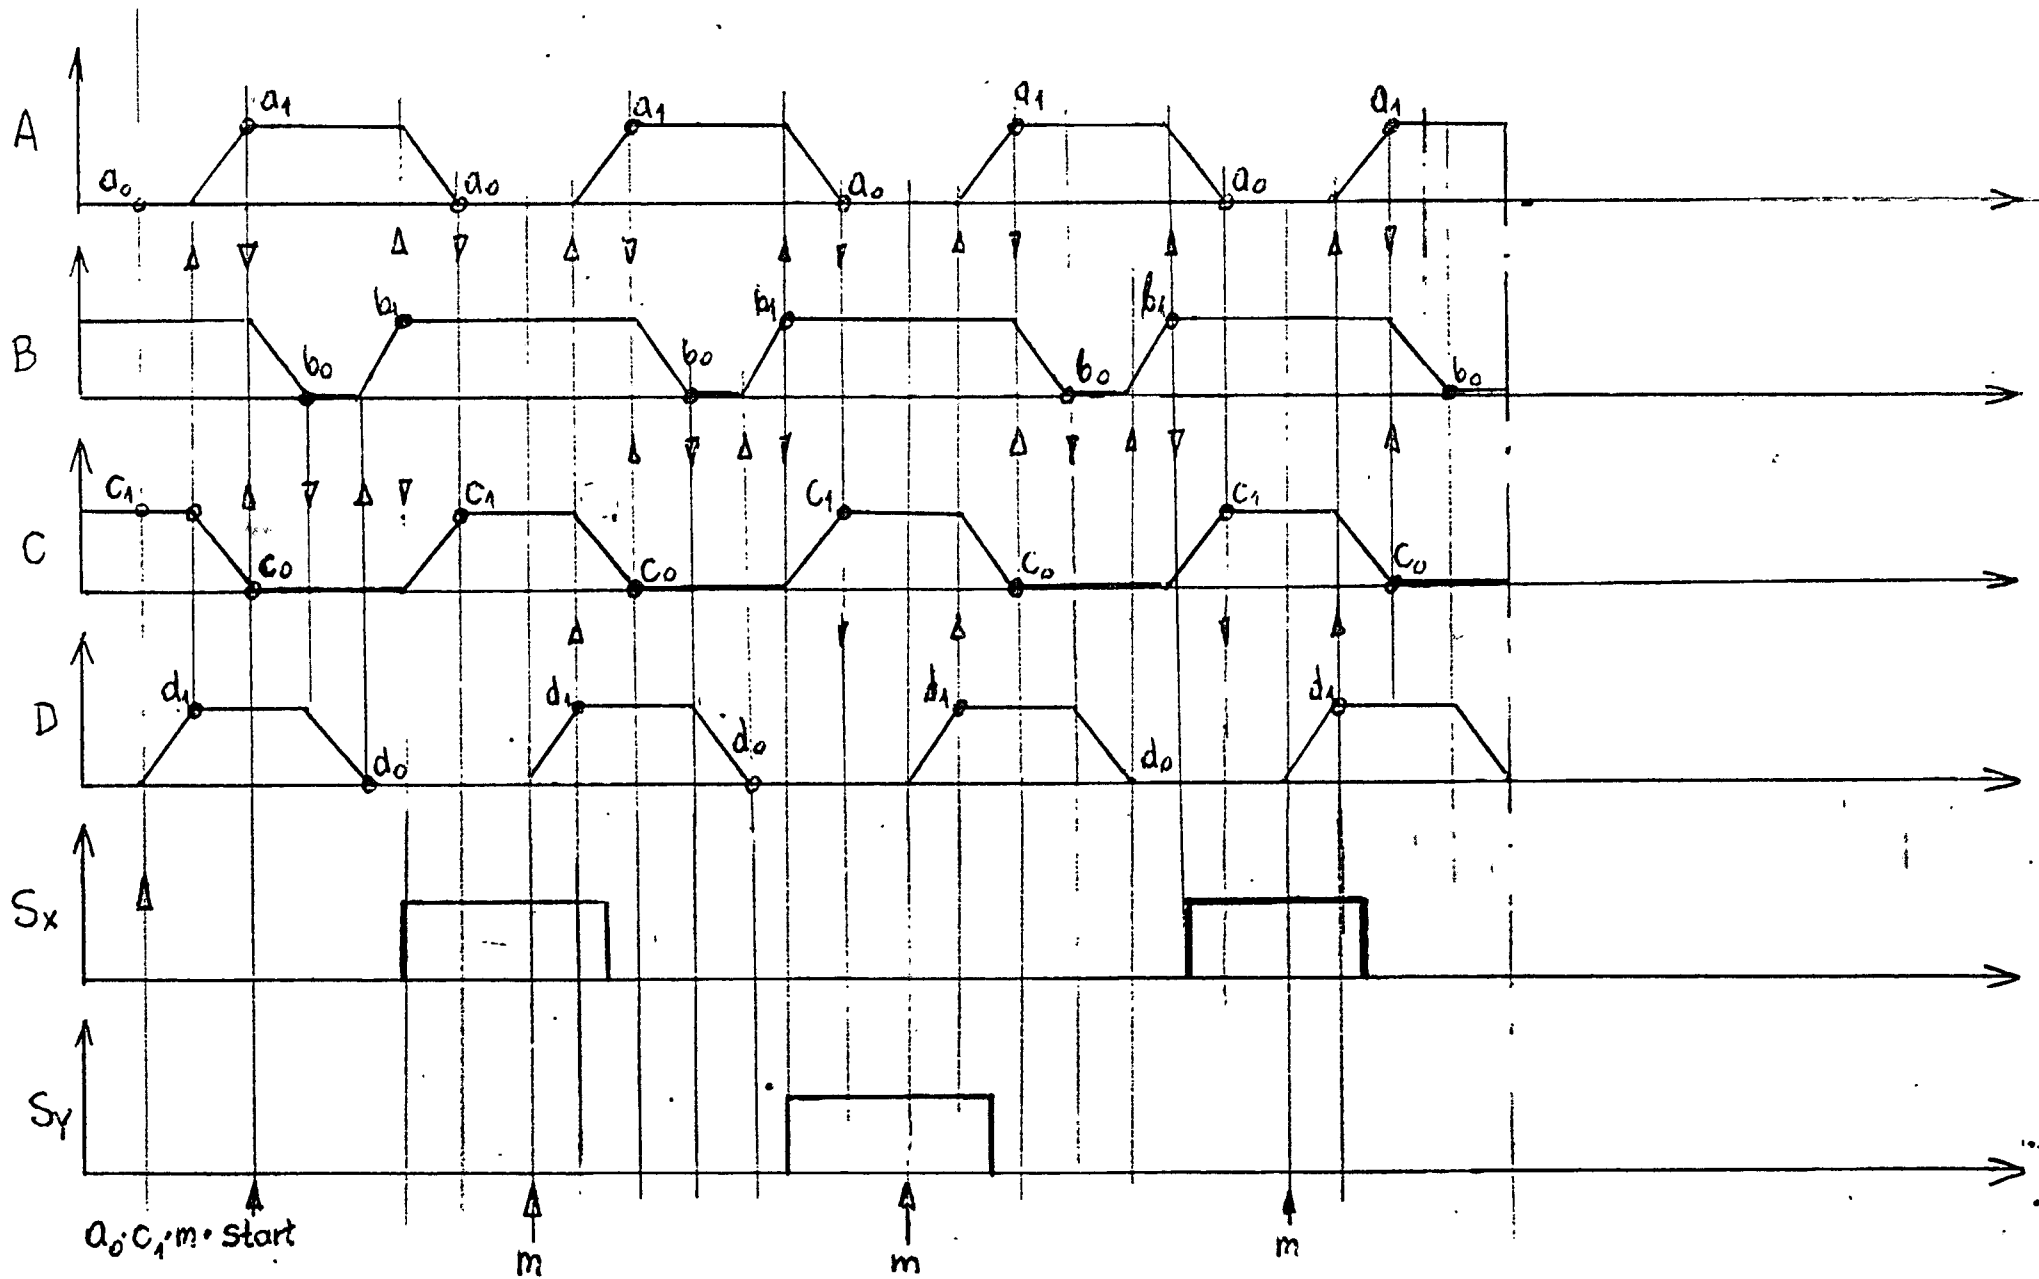 A
a₀
a₁
a₀
a₁
a₀
a₁
a₀
a₁
B
b₀
b₁
b₀
b₁
b₀
b₁
b₀
C
c₁
c₀
c₁
c₀
c₁
c₀
c₁
c₀
D
d₁
d₀
d₁
d₀
d₁
d₀
d₁
Sx
Sy
a₀·c₁·m·start
m
m
m